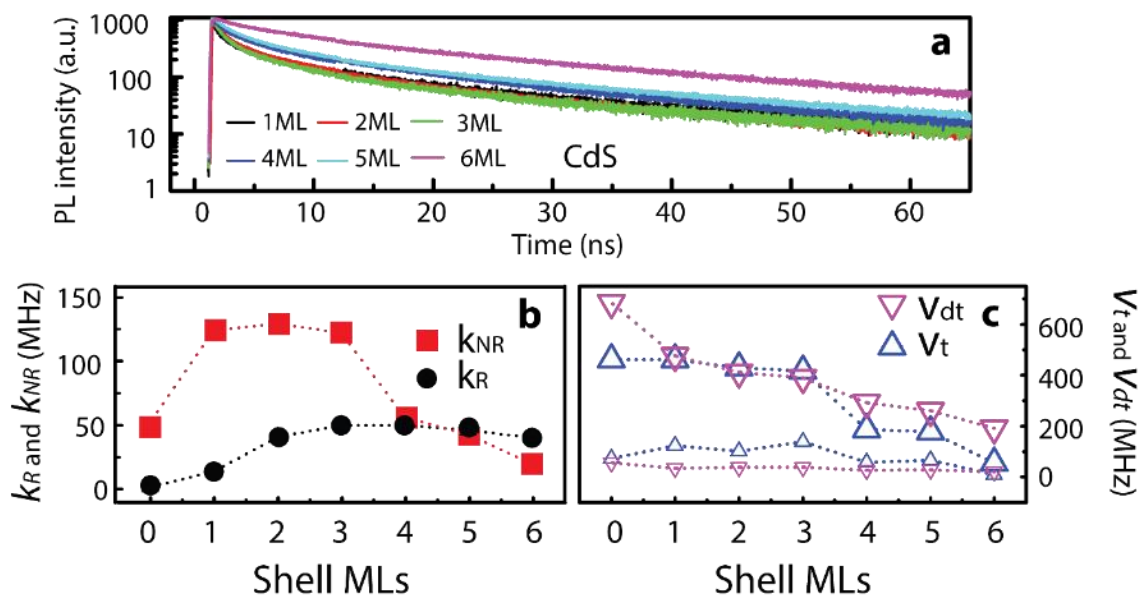 PL intensity (a.u.)
1000
100
10
1
a
1ML 2ML 3ML
4ML 5ML 6ML
CdS
0 10 20 30 40 50 60
Time (ns)
kR and kNR (MHz)
150
100
50
0
b
kNR
kR
0 1 2 3 4 5 6
Shell MLs
c
Vdt
Vt
600
400
200
0
Vt and Vdt (MHz)
0 1 2 3 4 5 6
Shell MLs